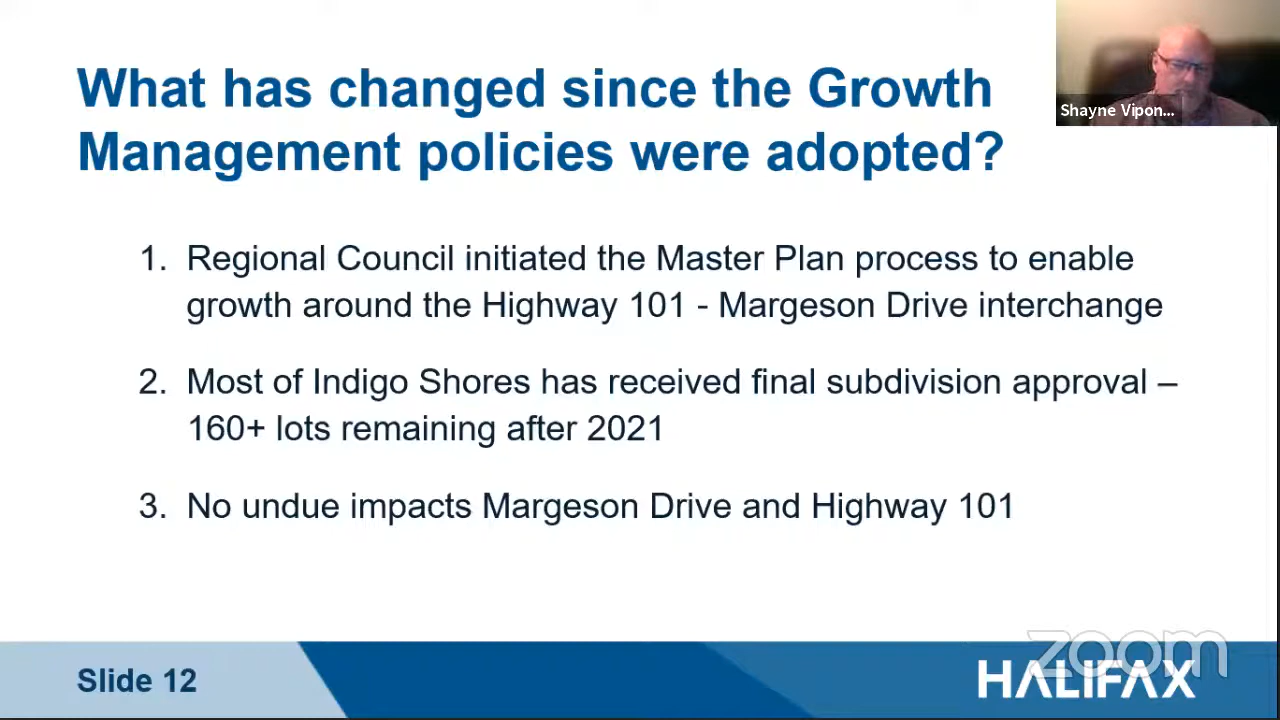 What has changed since the Growth
Management policies were adopted?
Shayne Vipon...
1. Regional Council initiated the Master Plan process to enable
growth around the Highway 101 - Margeson Drive interchange
2. Most of Indigo Shores has received final subdivision approval –
160+ lots remaining after 2021
3. No undue impacts Margeson Drive and Highway 101
zoom
Slide 12
HALIFAX